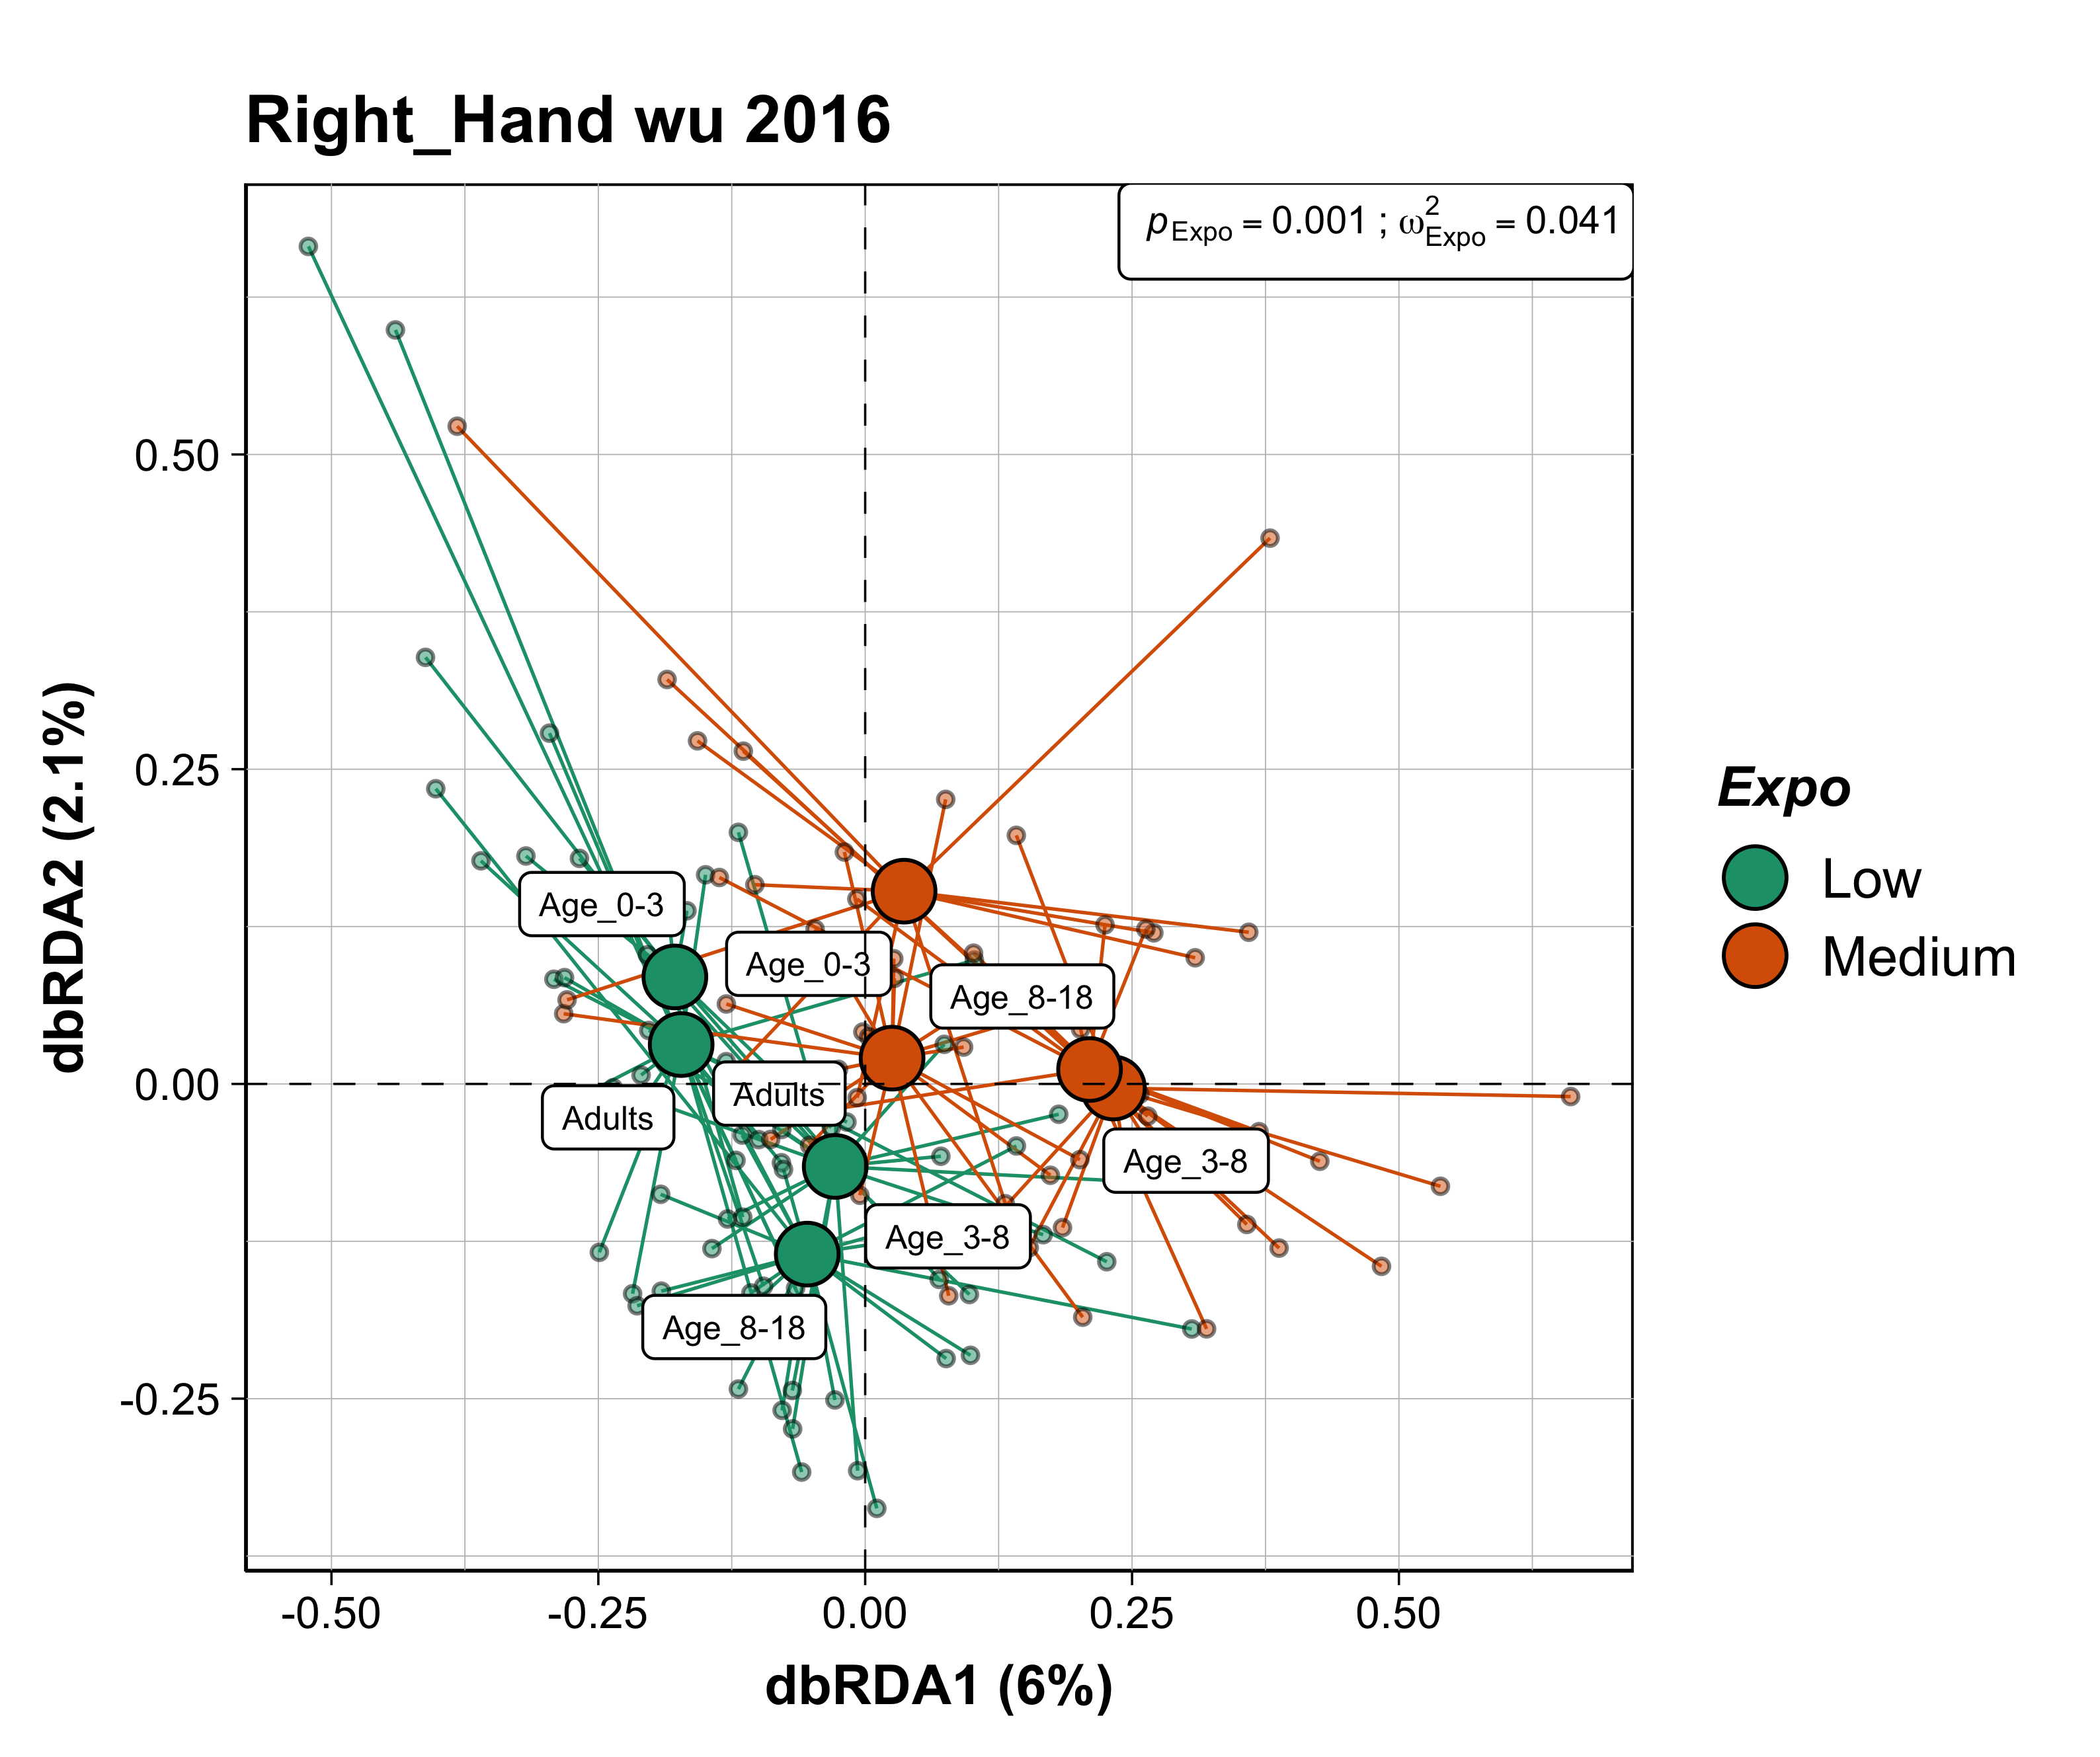 Right_Hand wu 2016
pExpo = 0.001 ; ω²Expo = 0.041
0.50
0.25
0.00
-0.25
dbRDA2 (2.1%)
Age_0-3
Age_0-3
Age_8-18
Adults
Adults
Age_3-8
Age_3-8
Age_8-18
-0.50
-0.25
0.00
0.25
0.50
dbRDA1 (6%)
Expo
Low
Medium